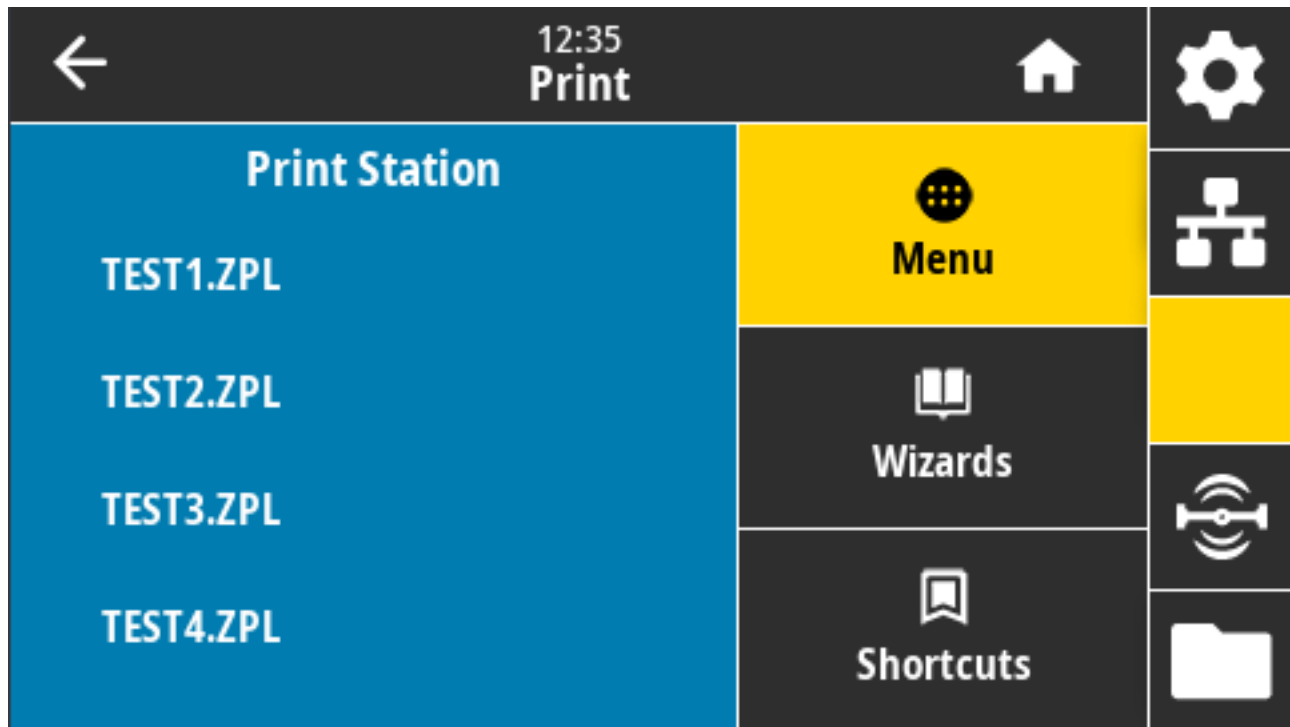 12:35
Print
Print Station
TEST1.ZPL
TEST2.ZPL
TEST3.ZPL
TEST4.ZPL
Menu
Wizards
Shortcuts